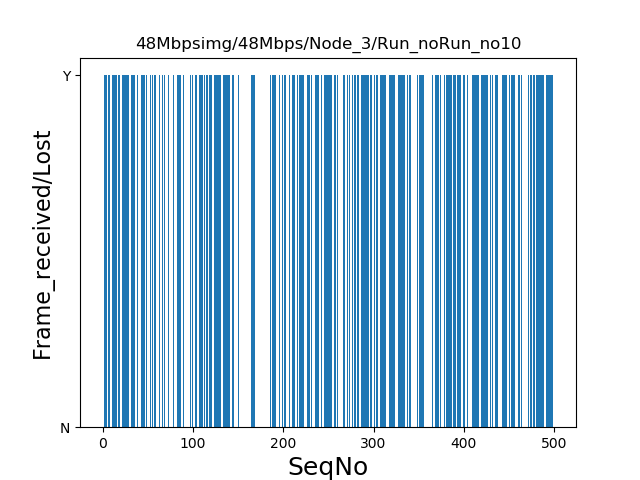 48Mbpsimg/48Mbps/Node_3/Run_noRun_no10
Y
Frame_received/Lost
N
0 100 200 300 400 500
SeqNo